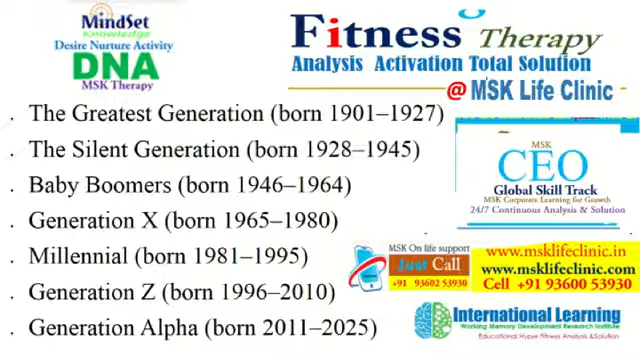 MindSet
Knowledge
Desire Nurture Activity
DNA
MSK Therapy
Fitness Therapy
Analysis Activation Total Solution
@ MSK Life Clinic
. The Greatest Generation (born 1901–1927)
. The Silent Generation (born 1928–1945)
. Baby Boomers (born 1946–1964)
. Generation X (born 1965–1980)
. Millennial (born 1981–1995)
. Generation Z (born 1996–2010)
. Generation Alpha (born 2011–2025)
MSK
CEO
Global Skill Track
MSK Corporate Learning for Growth
24/7 Continuous Analysis & Solution
MSK On life support
Just Call
+91 93602 53930
www.msklifeclinic.in
www.msklifeclinic.com
Cell +91 93600 53930
International Learning
Working Memory Development Research Institute
Educational Hyper Fitness Analysis &Solution